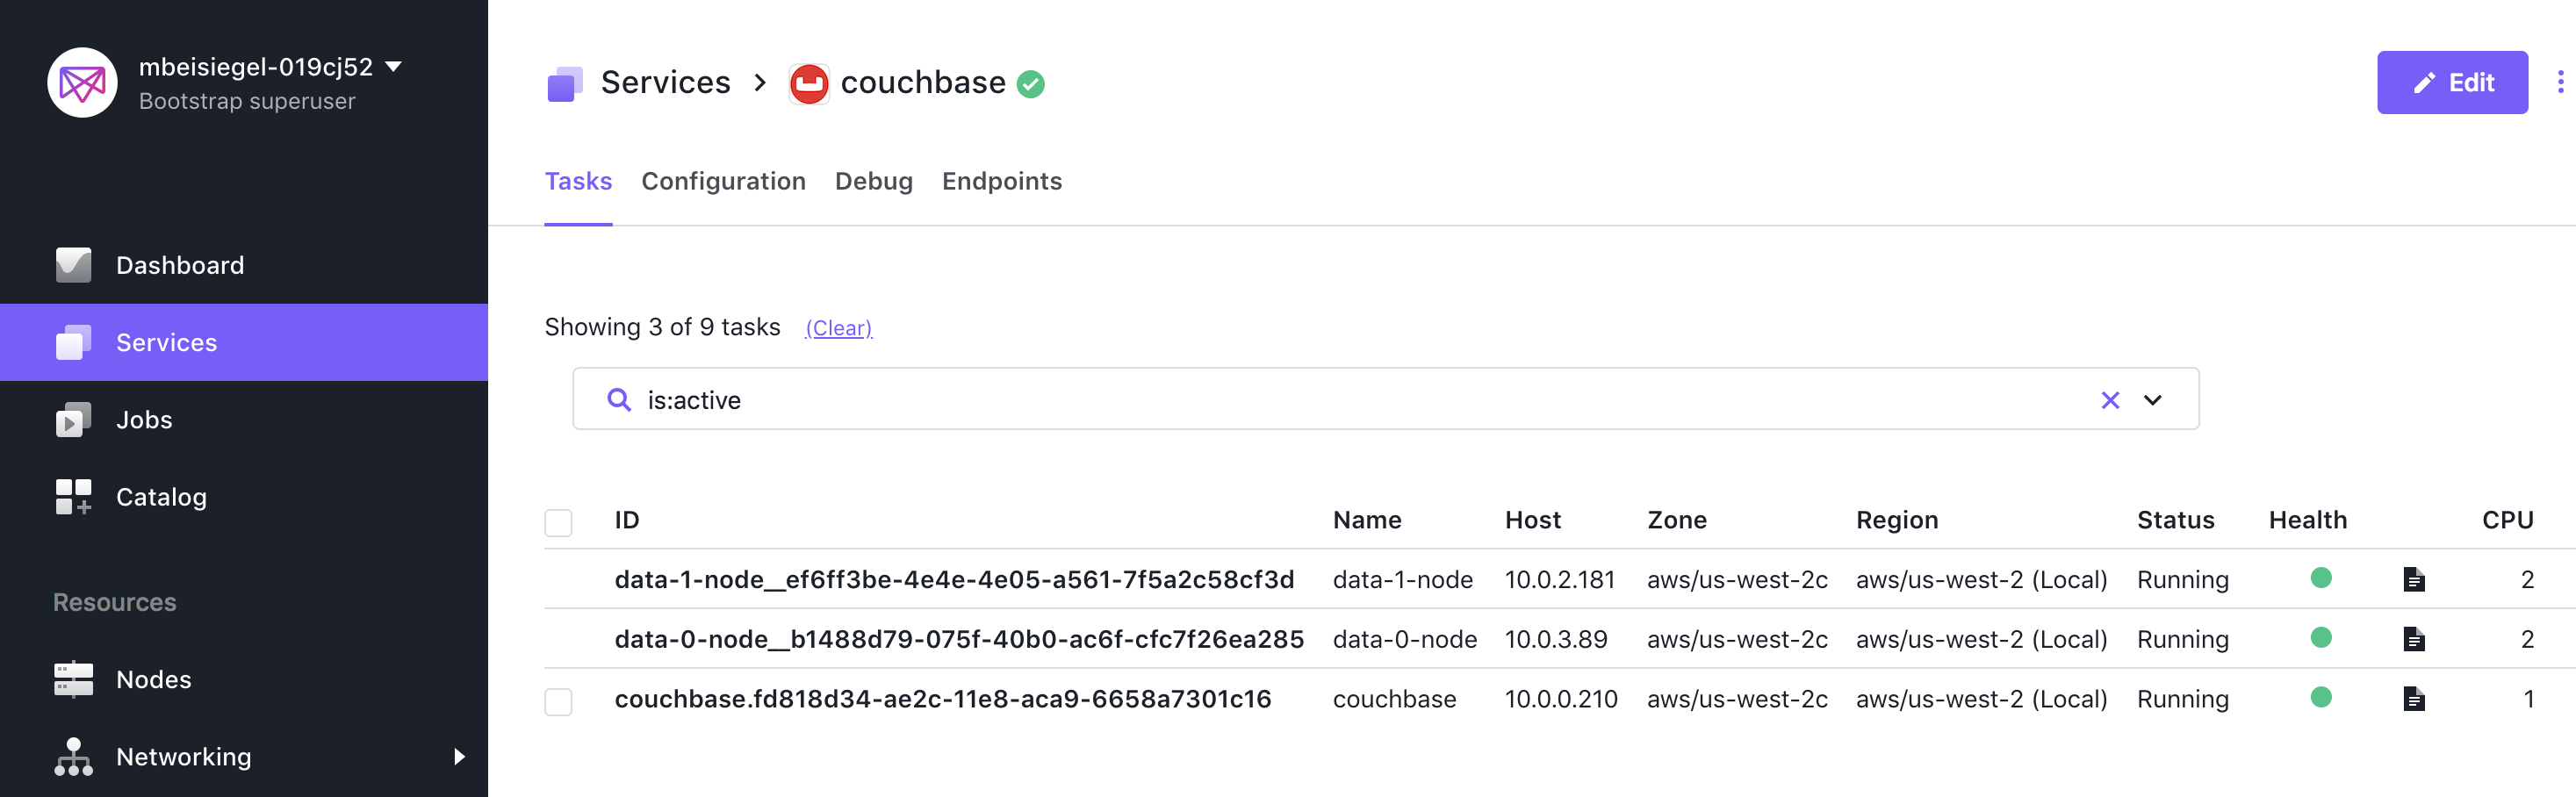 mbeisiegel-019cj52
Bootstrap superuser
Dashboard
Services
Jobs
Catalog
Resources
Nodes
Networking
Services > couchbase
Edit
Tasks Configuration Debug Endpoints
Showing 3 of 9 tasks (Clear)
is:active
ID Name Host Zone Region Status Health CPU
data-1-node__ef6ff3be-4e4e-4e05-a561-7f5a2c58cf3d data-1-node 10.0.2.181 aws/us-west-2c aws/us-west-2 (Local) Running 2
data-0-node__b1488d79-075f-40b0-ac6f-cfc7f26ea285 data-0-node 10.0.3.89 aws/us-west-2c aws/us-west-2 (Local) Running 2
couchbase.fd818d34-ae2c-11e8-aca9-6658a7301c16 couchbase 10.0.0.210 aws/us-west-2c aws/us-west-2 (Local) Running 1